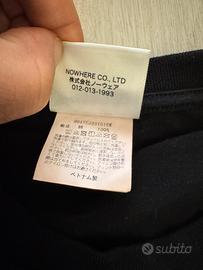 NOWHERE CO., LTD
株式会社ノーウェア
012-013-1993
綿 100%
ベトナム製
subito